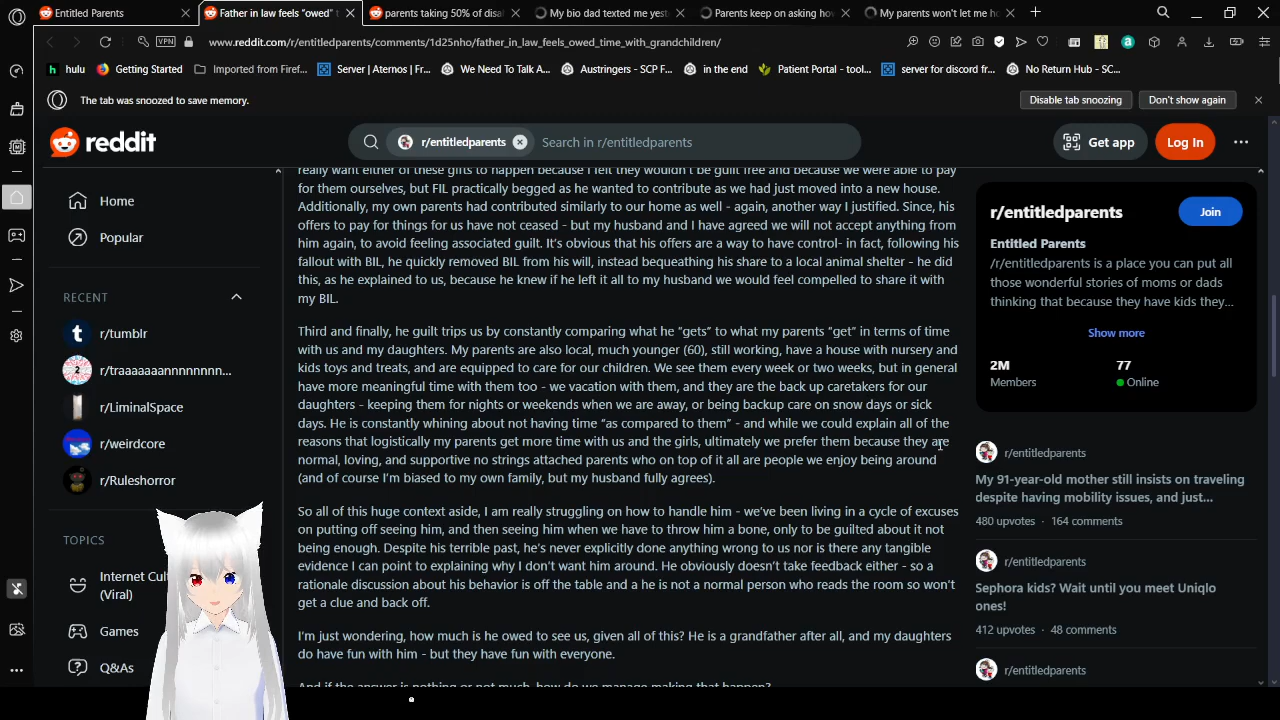 Entitled Parents
Father in law feels "owed" t
parents taking 50% of disa
My bio dad texted me yest
Parents keep on asking how
My parents won't let me ho
VPN
www.reddit.com/r/entitledparents/comments/1d25nho/father_in_law_feels_owed_time_with_grandchildren/
hulu
Getting Started
Imported from Firef...
Server | Aternos | Fr...
We Need To Talk A...
Austringers - SCP F...
in the end
Patient Portal - tool...
server for discord fr...
No Return Hub - SC...
The tab was snoozed to save memory.
Disable tab snoozing
Don't show again
reddit
r/entitledparents
Search in r/entitledparents
Get app
Log In
Home
Popular
RECENT
r/tumblr
r/traaaaaaannnnnnnnn...
r/LiminalSpace
r/weirdcore
r/Ruleshorror
TOPICS
Internet Cul
(Viral)
Games
Q&As
really want either of these gifts to happen because I left they wouldn't be guilt free and because we were able to pay
for them ourselves, but FIL practically begged as he wanted to contribute as we had just moved into a new house.
Additionally, my own parents had contributed similarly to our home as well - again, another way I justified. Since, his
offers to pay for things for us have not ceased - but my husband and I have agreed we will not accept anything from
him again, to avoid feeling associated guilt. It's obvious that his offers are a way to have control- in fact, following his
fallout with BIL, he quickly removed BIL from his will, instead bequeathing his share to a local animal shelter - he did
this, as he explained to us, because he knew if he left it all to my husband we would feel compelled to share it with
my BIL.
Third and finally, he guilt trips us by constantly comparing what he "gets" to what my parents "get" in terms of time
with us and my daughters. My parents are also local, much younger (60), still working, have a house with nursery and
kids toys and treats, and are equipped to care for our children. We see them every week or two weeks, but in general
have more meaningful time with them too - we vacation with them, and they are the back up caretakers for our
daughters - keeping them for nights or weekends when we are away, or being backup care on snow days or sick
days. He is constantly whining about not having time "as compared to them" - and while we could explain all of the
reasons that logistically my parents get more time with us and the girls, ultimately we prefer them because they are
normal, loving, and supportive no strings attached parents who on top of it all are people we enjoy being around
(and of course I'm biased to my own family, but my husband fully agrees).
So all of this huge context aside, I am really struggling on how to handle him - we've been living in a cycle of excuses
on putting off seeing him, and then seeing him when we have to throw him a bone, only to be guilted about it not
being enough. Despite his terrible past, he's never explicitly done anything wrong to us nor is there any tangible
evidence I can point to explaining why I don't want him around. He obviously doesn't take feedback either - so a
rationale discussion about his behavior is off the table and a he is not a normal person who reads the room so won't
get a clue and back off.
I'm just wondering, how much is he owed to see us, given all of this? He is a grandfather after all, and my daughters
do have fun with him - but they have fun with everyone.
And if the answer is nothing or not much, how do we manage making that happen?
r/entitledparents
Join
Entitled Parents
/r/entitledparents is a place you can put all
those wonderful stories of moms or dads
thinking that because they have kids they...
Show more
2M
77
Members
Online
r/entitledparents
My 91-year-old mother still insists on traveling
despite having mobility issues, and just...
480 upvotes · 164 comments
r/entitledparents
Sephora kids? Wait until you meet Uniqlo
ones!
412 upvotes · 48 comments
r/entitledparents